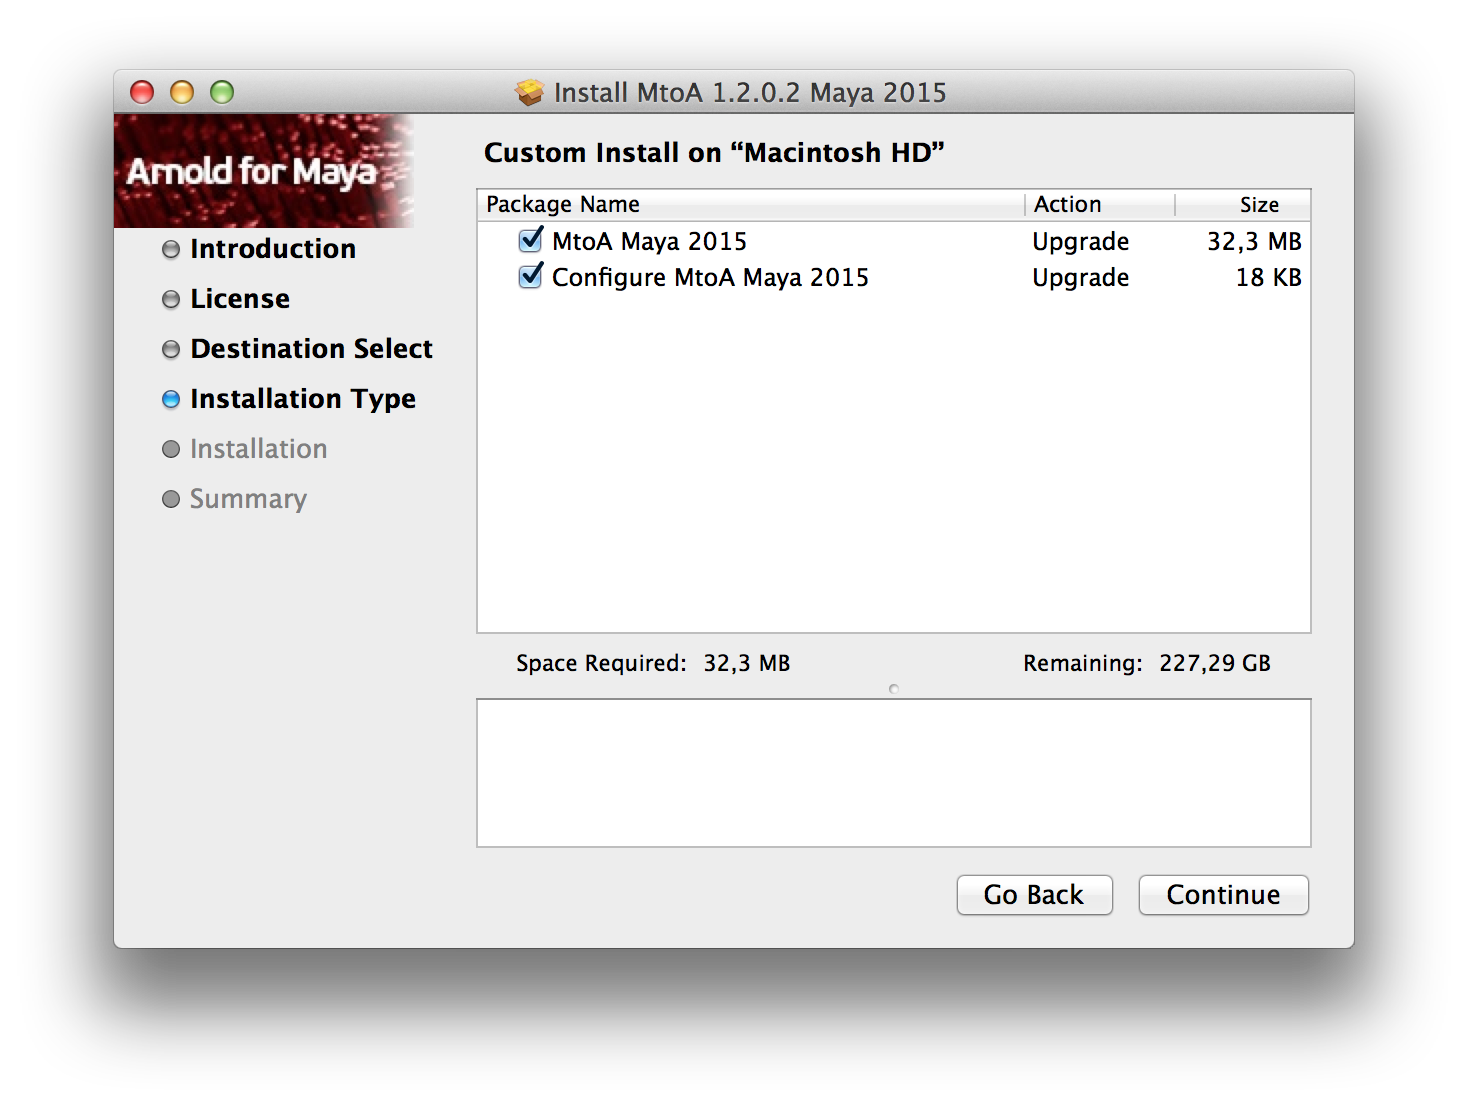 Install MtoA 1.2.0.2 Maya 2015
Arnold for Maya
Introduction
License
Destination Select
Installation Type
Installation
Summary
Custom Install on “Macintosh HD”
Package Name Action Size
MtoA Maya 2015 Upgrade 32,3 MB
Configure MtoA Maya 2015 Upgrade 18 KB
Space Required: 32,3 MB Remaining: 227,29 GB
Go Back Continue